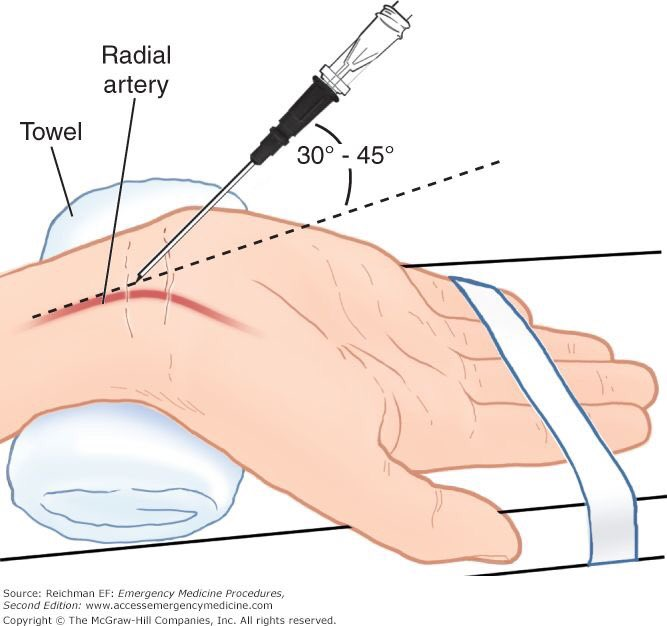 Radial
artery
Towel
30° - 45°
Source: Reichman EF: Emergency Medicine Procedures,
Second Edition: www.accessemergencymedicine.com
Copyright © The McGraw-Hill Companies, Inc. All rights reserved.